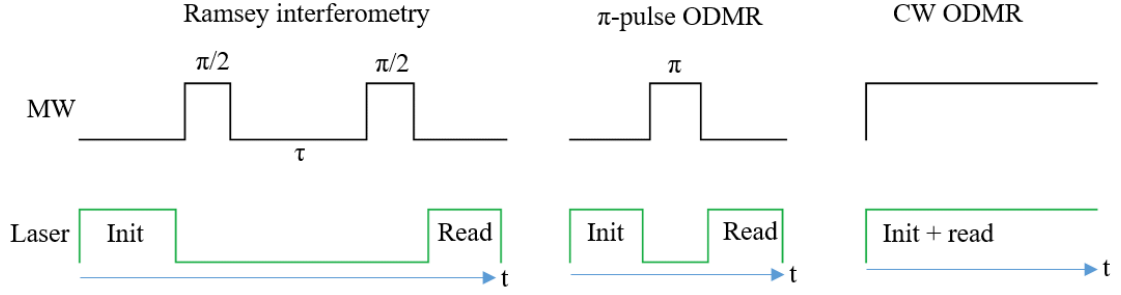 Ramsey interferometry
π-pulse ODMR
CW ODMR
π/2
π/2
π
MW
τ
Laser
Init
Read
Init
Read
Init + read
t
t
t